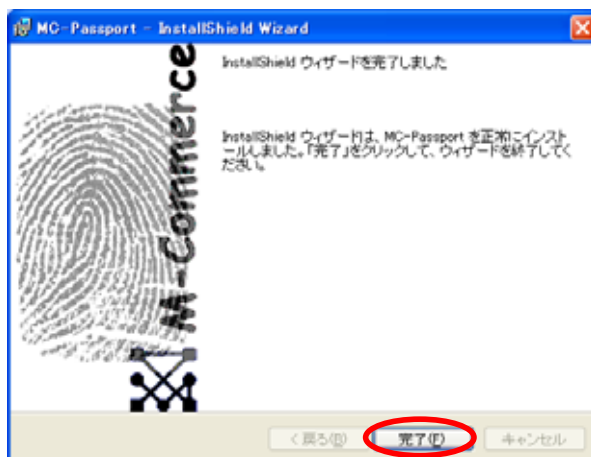 MC-Passport - InstallShield Wizard
M-Commerce
InstallShield ウィザードを完了しました
InstallShield ウィザードは、MC-Passport を正常にインスト
ールしました。「完了」をクリックして、ウィザードを終了してく
ださい。
< 戻る(B)
完了(F)
キャンセル